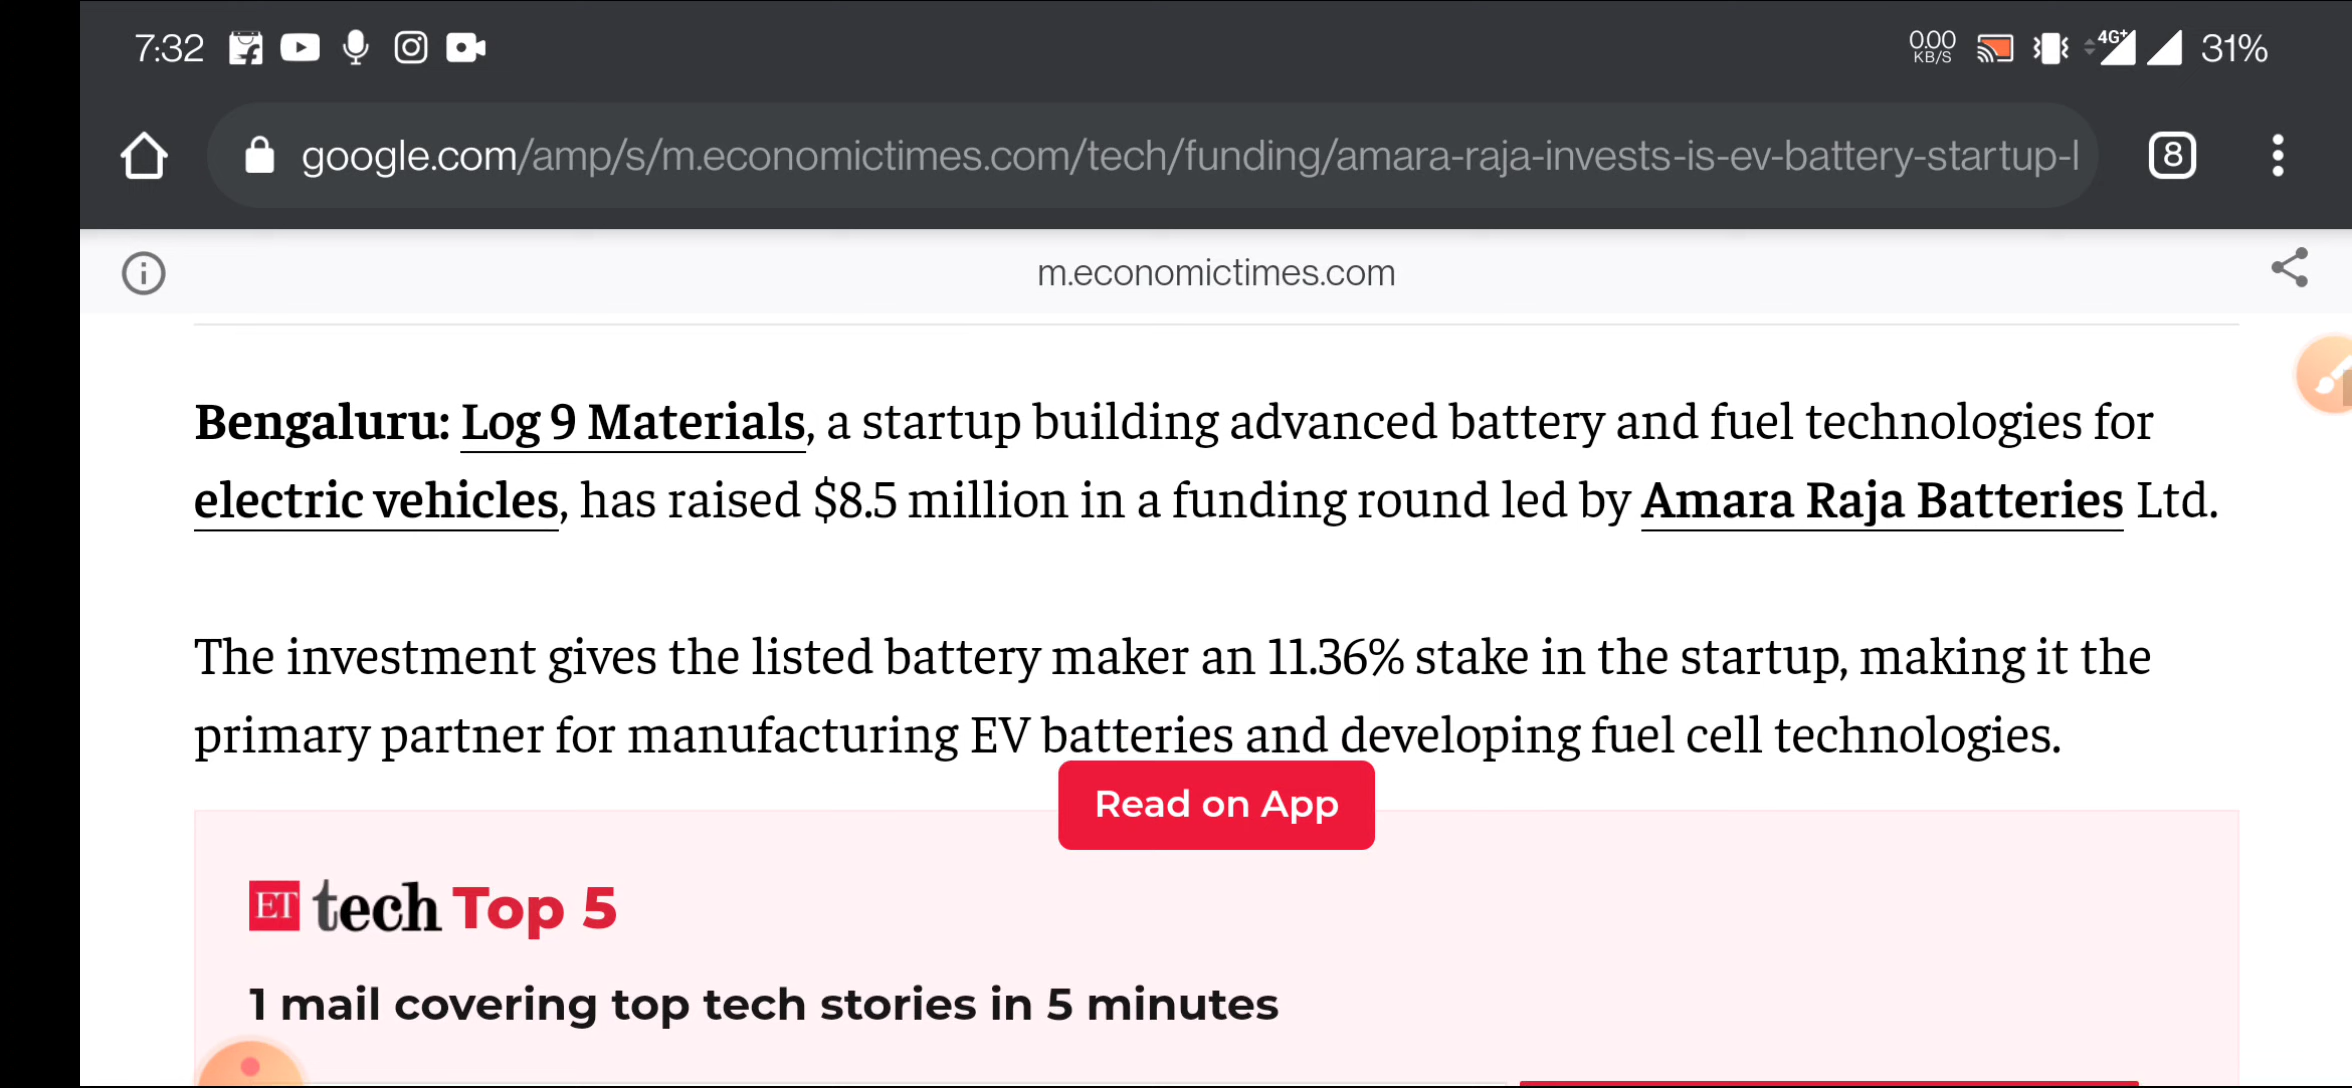 7:32
0.00 KB/S 4G+ 31%
google.com/amp/s/m.economictimes.com/tech/funding/amara-raja-invests-is-ev-battery-startup-l
8
m.economictimes.com
Bengaluru: Log 9 Materials, a startup building advanced battery and fuel technologies for
electric vehicles, has raised $8.5 million in a funding round led by Amara Raja Batteries Ltd.
The investment gives the listed battery maker an 11.36% stake in the startup, making it the
primary partner for manufacturing EV batteries and developing fuel cell technologies.
Read on App
ET tech Top 5
1 mail covering top tech stories in 5 minutes